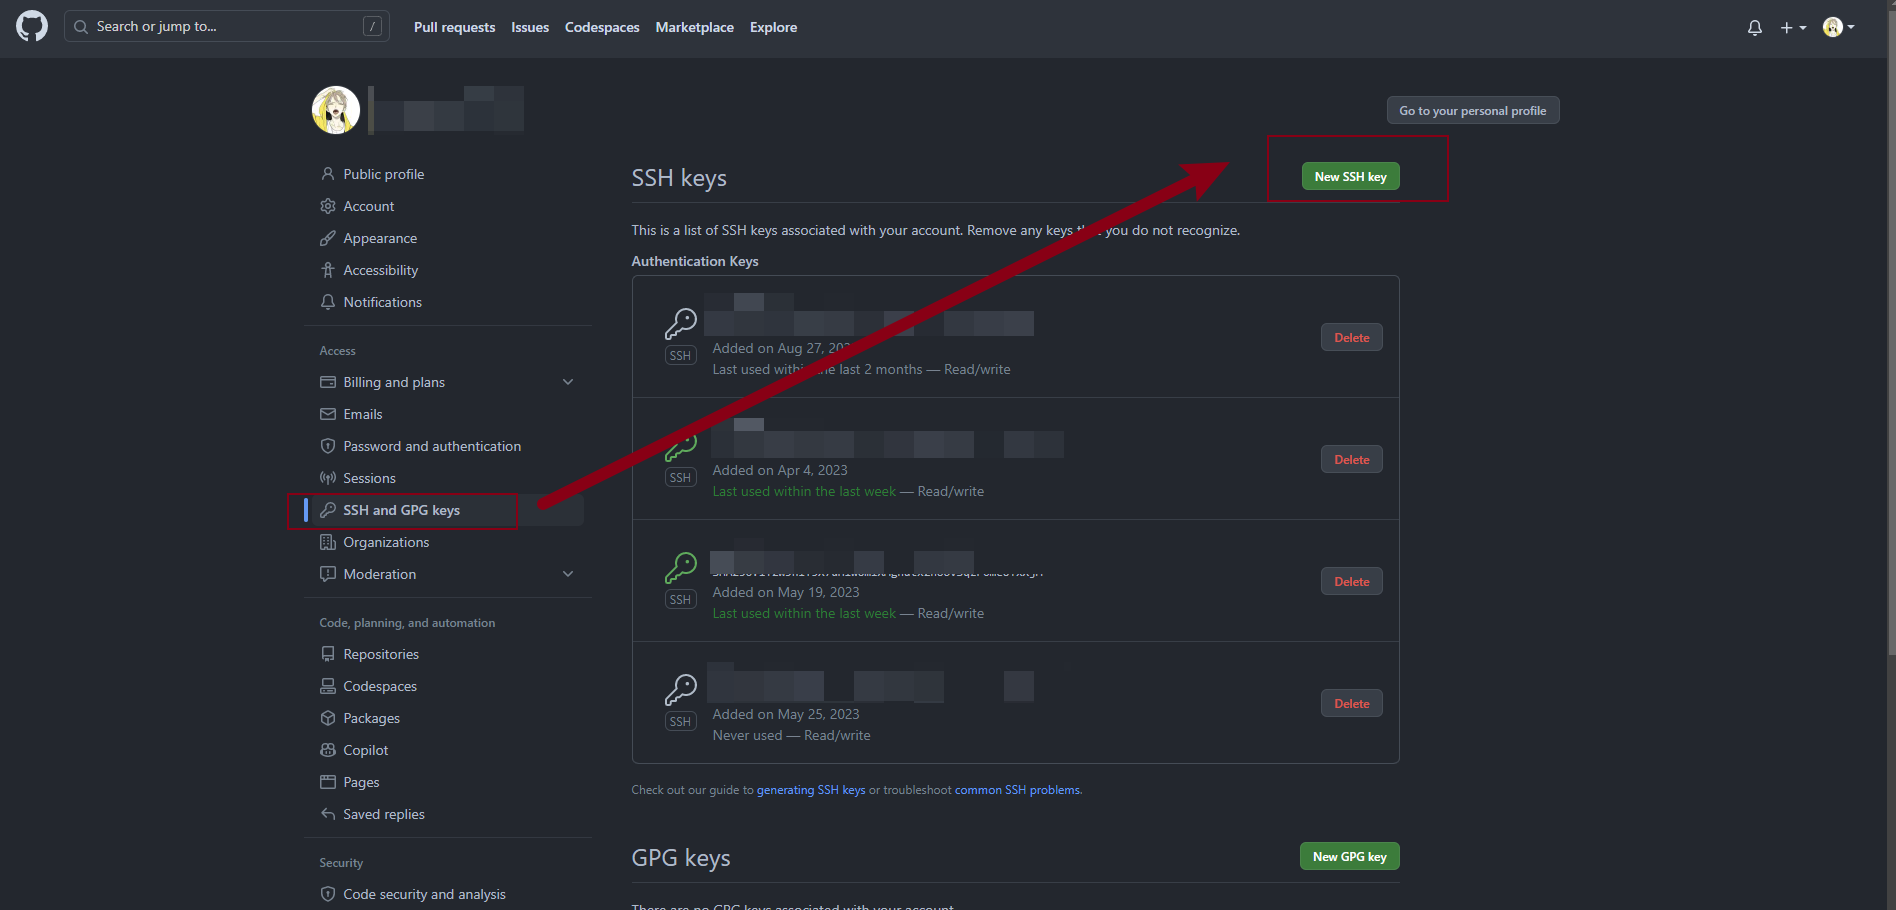 Search or jump to...
/
Pull requests
Issues
Codespaces
Marketplace
Explore
Go to your personal profile
Public profile
Account
Appearance
Accessibility
Notifications
Access
Billing and plans
Emails
Password and authentication
Sessions
SSH and GPG keys
Organizations
Moderation
Code, planning, and automation
Repositories
Codespaces
Packages
Copilot
Pages
Saved replies
Security
Code security and analysis
SSH keys
New SSH key
This is a list of SSH keys associated with your account. Remove any keys you do not recognize.
Authentication Keys
SSH
Added on Aug 27,
Last used within the last 2 months — Read/write
Delete
SSH
Added on Apr 4, 2023
Last used within the last week — Read/write
Delete
SSH
Added on May 19, 2023
Last used within the last week — Read/write
Delete
SSH
Added on May 25, 2023
Never used — Read/write
Delete
Check out our guide to generating SSH keys or troubleshoot common SSH problems.
GPG keys
New GPG key
There are no GPG keys associated with your account.